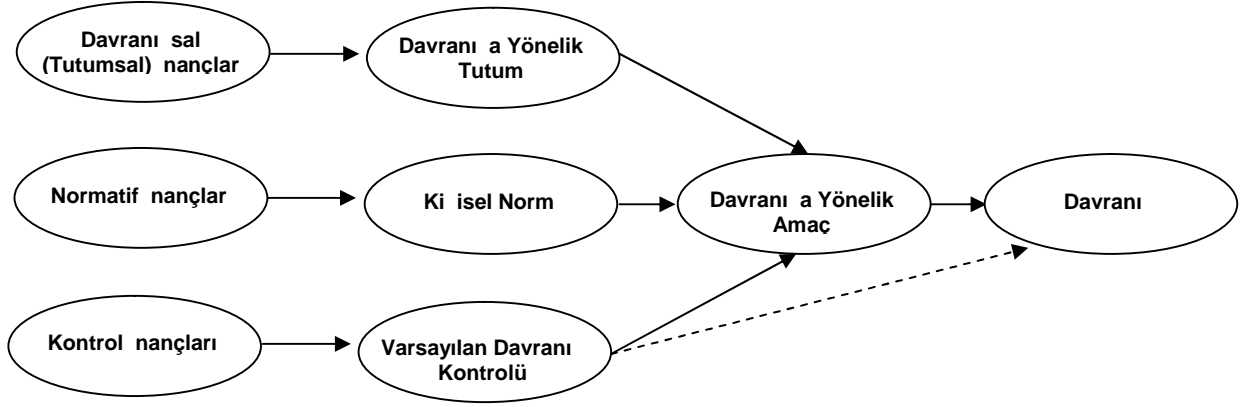 Davranı sal
(Tutumsal) nançlar
Davranı a Yönelik
Tutum
Normatif nançlar
Ki isel Norm
Davranı a Yönelik
Amaç
Davranı
Kontrol nançları
Varsayılan Davranı
Kontrolü